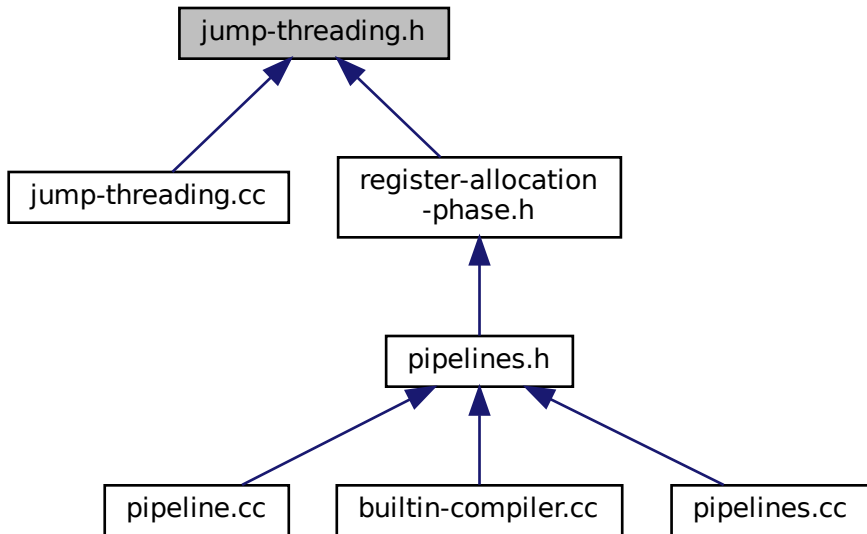 jump-threading.h
jump-threading.cc
register-allocation
-phase.h
pipelines.h
pipeline.cc
builtin-compiler.cc
pipelines.cc